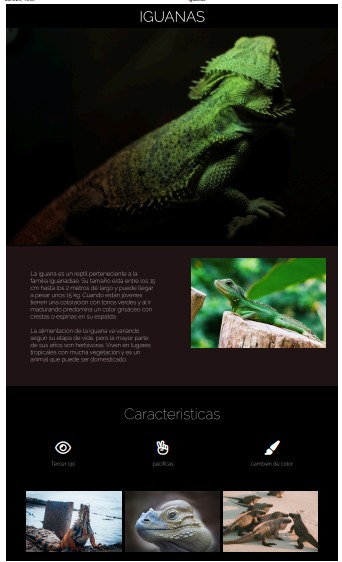 IGUANAS
La iguana es un reptil perteneciente a la
familia Iguanadiae. Su tamaño está entre los 15
cm hasta los 2 metros de largo y puede llegar
a pesar unos 15 kg. Cuando están jóvenes
tienen una coloración con tonos verdes y al ir
madurando predomina un color grisáceo con
crestas o espinas en su espalda.
La alimentación de la iguana va variando
según su etapa de vida, pero la mayor parte
de sus años son herbívoras. Viven en lugares
tropicales con mucha vegetación y es un
animal que puede ser domesticado.
Caracteristicas
Tercer ojo
pacíficas
cambian de color